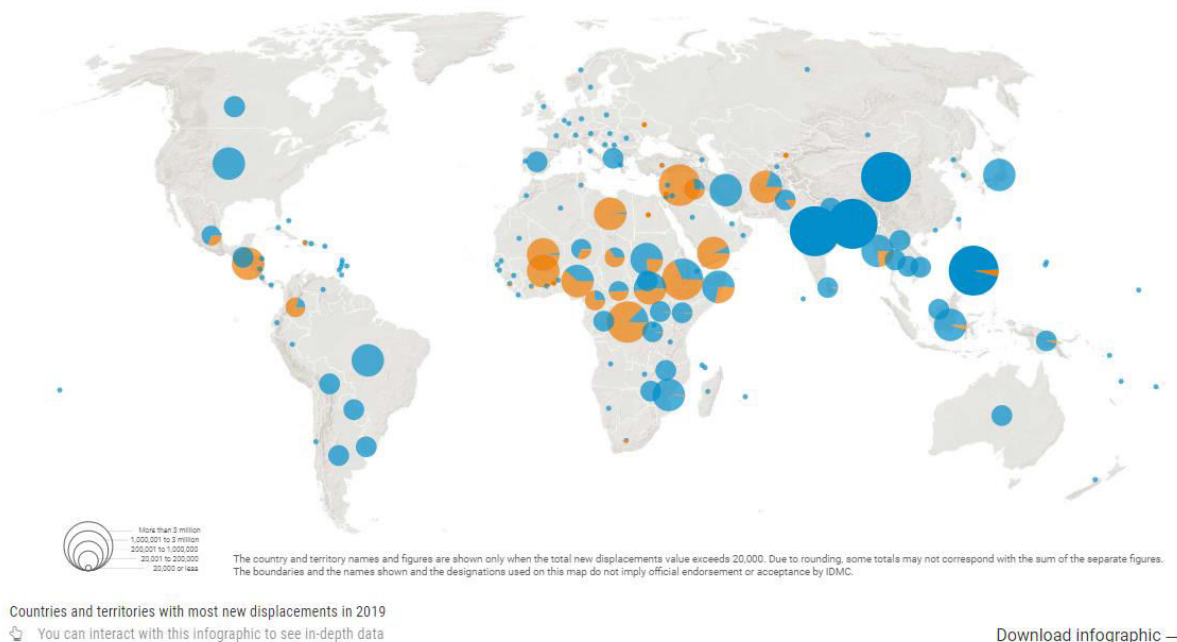 More than 3 million
1,000,001 to 3 million
200,001 to 1,000,000
20,001 to 200,000
20,000 or less
The country and territory names and figures are shown only when the total new displacements value exceeds 20,000. Due to rounding, some totals may not correspond with the sum of the separate figures.
The boundaries and the names shown and the designations used on this map do not imply official endorsement or acceptance by IDMC.
Countries and territories with most new displacements in 2019
You can interact with this infographic to see in-depth data
Download infographic —